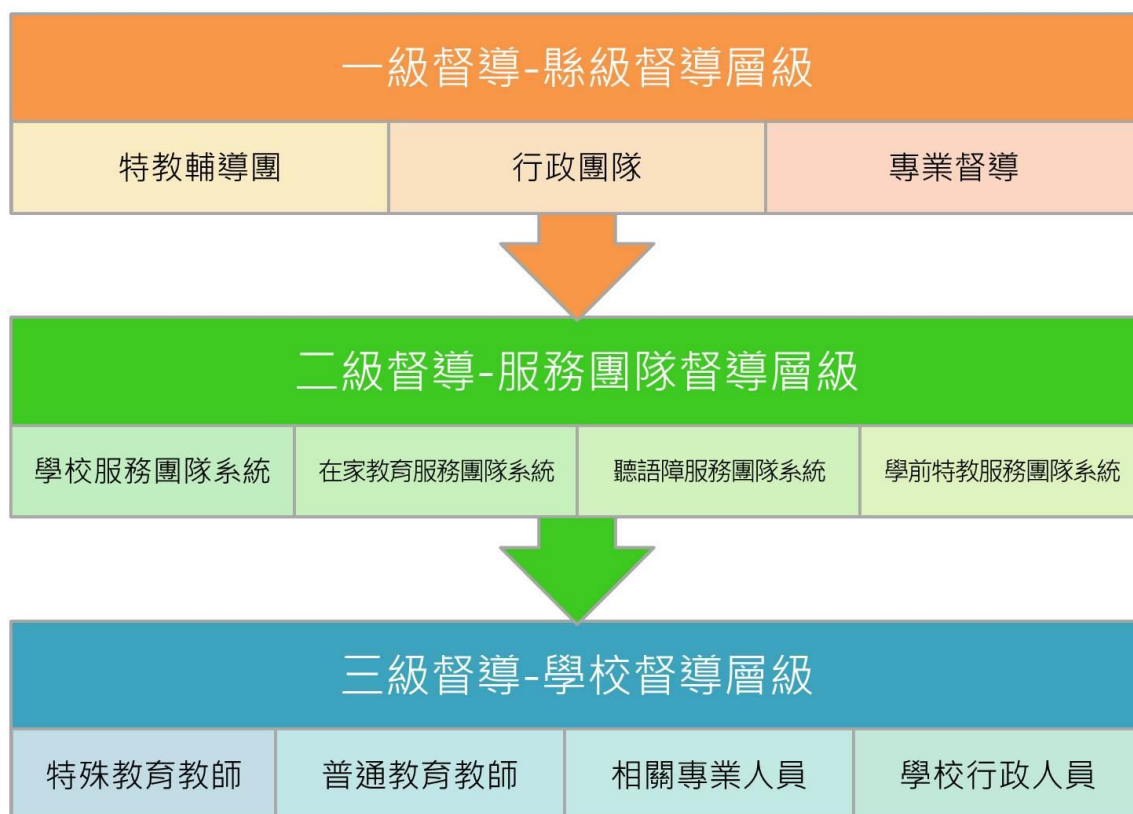 一級督導-縣級督導層級
特教輔導團
行政團隊
專業督導
二級督導-服務團隊督導層級
學校服務團隊系統
在家教育服務團隊系統
聽語障服務團隊系統
學前特教服務團隊系統
三級督導-學校督導層級
特殊教育教師
普通教育教師
相關專業人員
學校行政人員